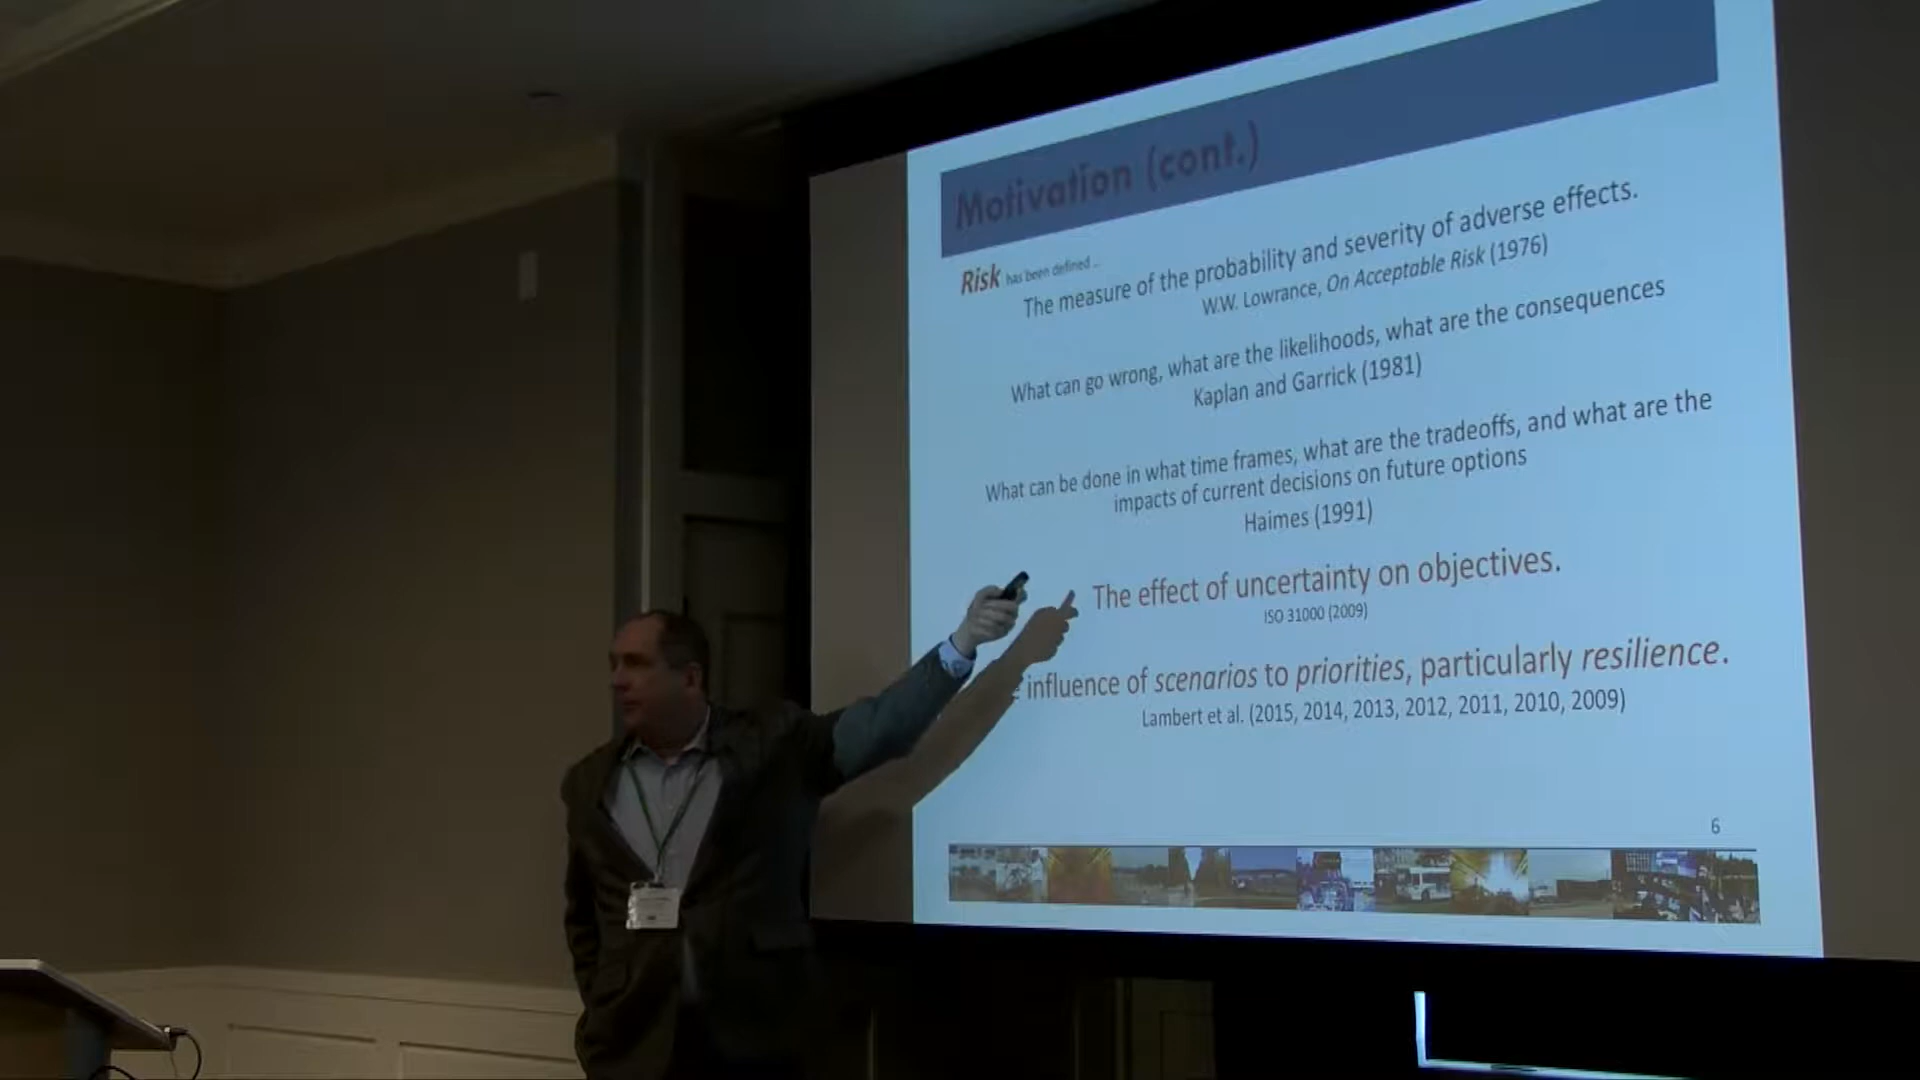 Motivation (cont.)
Risk has been defined ...
The measure of the probability and severity of adverse effects.
W.W. Lowrance, On Acceptable Risk (1976)
What can go wrong, what are the likelihoods, what are the consequences
Kaplan and Garrick (1981)
What can be done in what time frames, what are the tradeoffs, and what are the
impacts of current decisions on future options
Haimes (1991)
The effect of uncertainty on objectives.
ISO 31000 (2009)
influence of scenarios to priorities, particularly resilience.
Lambert et al. (2015, 2014, 2013, 2012, 2011, 2010, 2009)
6